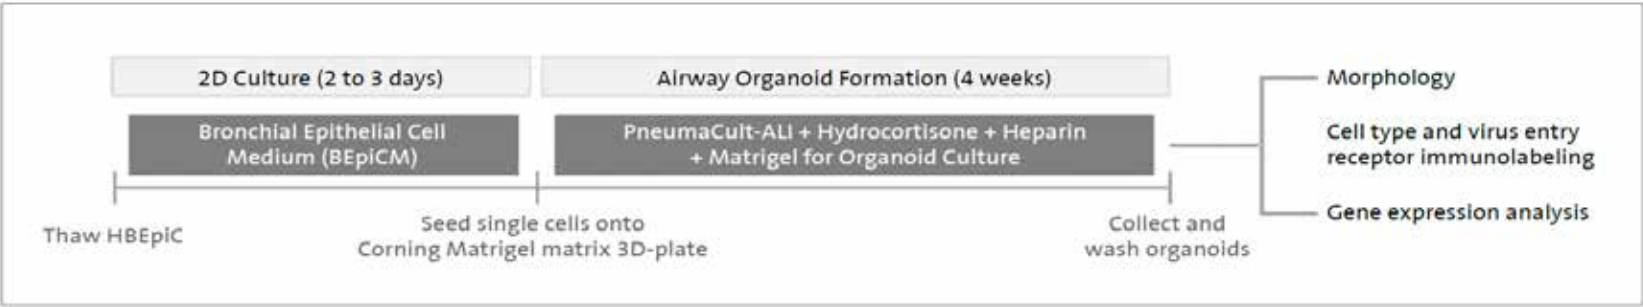 2D Culture (2 to 3 days)
Airway Organoid Formation (4 weeks)
Bronchial Epithelial Cell
Medium (BEpiCM)
PneumaCult-ALI + Hydrocortisone + Heparin
+ Matrigel for Organoid Culture
Thaw HBEpiC
Seed single cells onto
Corning Matrigel matrix 3D-plate
Collect and
wash organoids
Morphology
Cell type and virus entry
receptor immunolabeling
Gene expression analysis